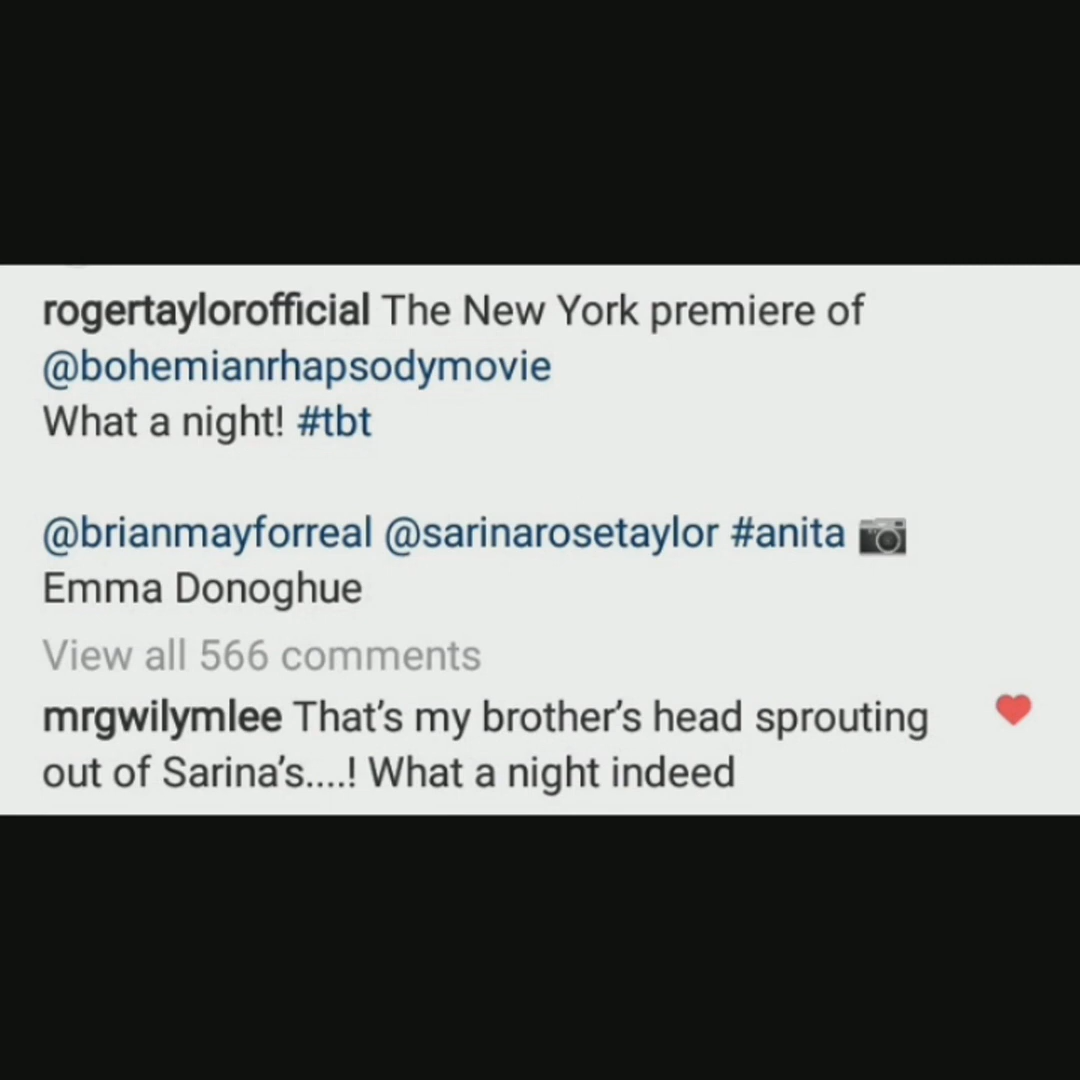 rogertaylorofficial The New York premiere of
@bohemianrhapsodymovie
What a night! #tbt
@brianmayforreal @sarinarosetaylor #anita 📷
Emma Donoghue
View all 566 comments
mrgwilymlee That’s my brother’s head sprouting
out of Sarina’s....! What a night indeed